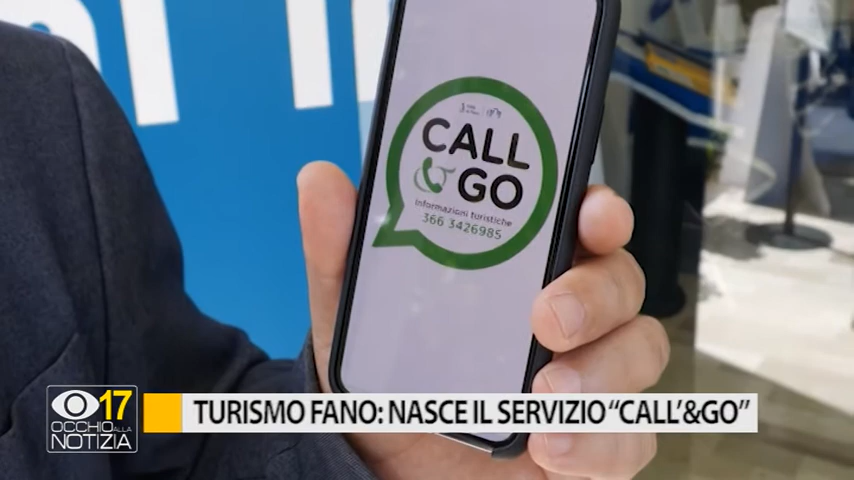 CALL
& GO
Informazioni turistiche
366 3426985
17
OCCHIO ALLA
NOTIZIA
TURISMO FANO: NASCE IL SERVIZIO “CALL’&GO”